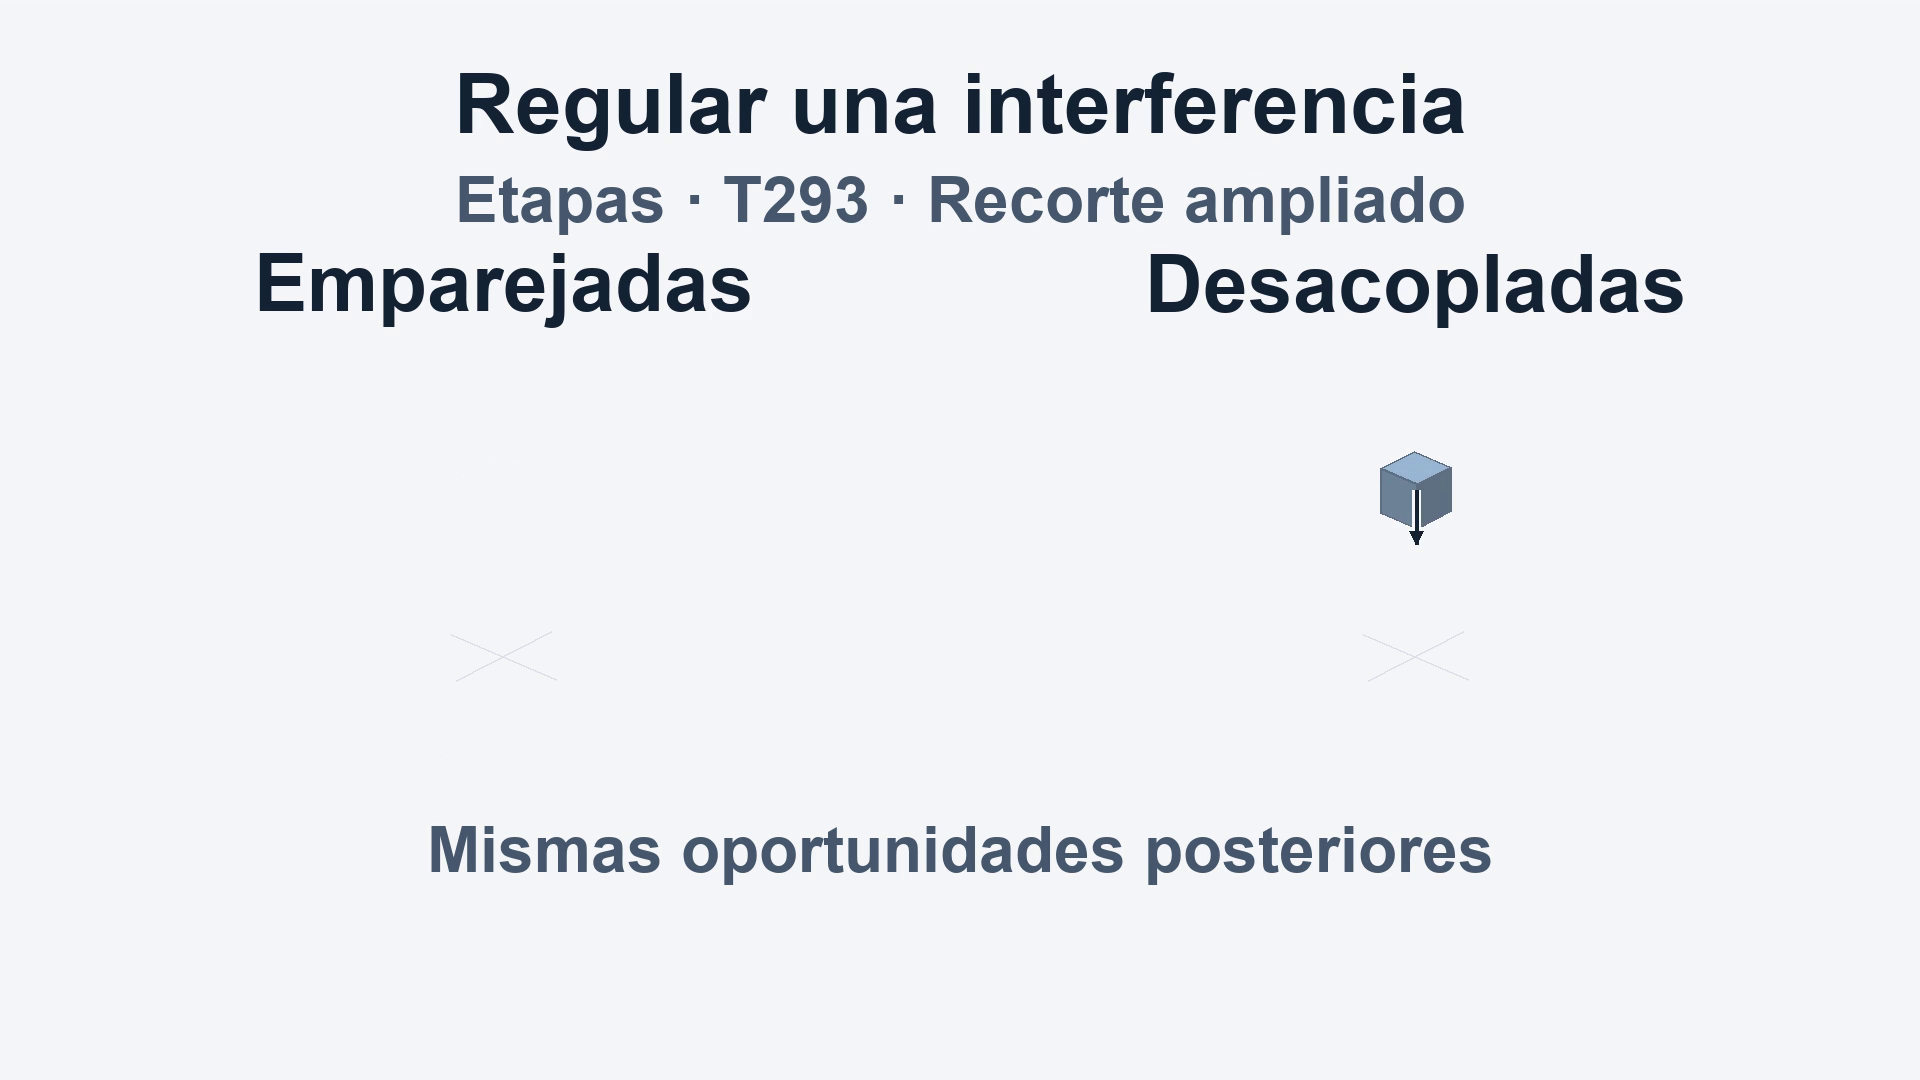 Regular una interferencia
Etapas · T293 · Recorte ampliado
Emparejadas
Desacopladas
Mismas oportunidades posteriores